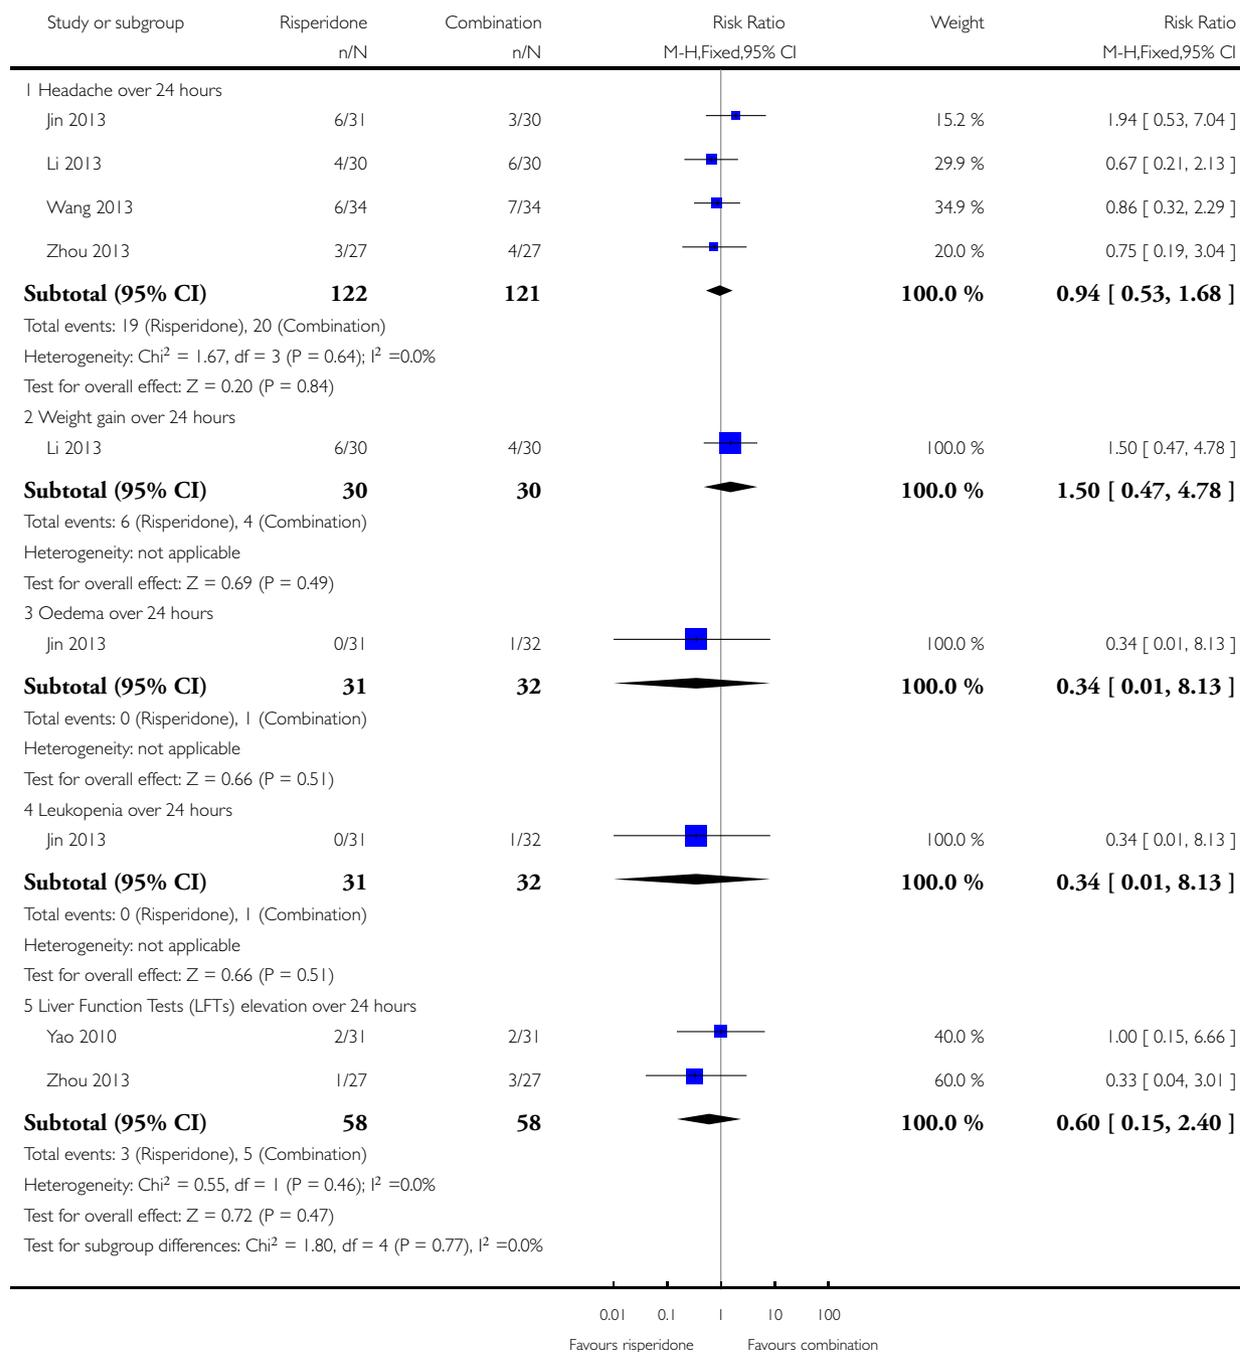 Study or subgroup Risperidone Combination Risk Ratio Weight Risk Ratio
n/N n/N M-H,Fixed,95% CI M-H,Fixed,95% CI
1 Headache over 24 hours
Jin 2013 6/31 3/30 15.2 % 1.94 [ 0.53, 7.04 ]
Li 2013 4/30 6/30 29.9 % 0.67 [ 0.21, 2.13 ]
Wang 2013 6/34 7/34 34.9 % 0.86 [ 0.32, 2.29 ]
Zhou 2013 3/27 4/27 20.0 % 0.75 [ 0.19, 3.04 ]
Subtotal (95% CI) 122 121 100.0 % 0.94 [ 0.53, 1.68 ]
Total events: 19 (Risperidone), 20 (Combination)
Heterogeneity: Chi² = 1.67, df = 3 (P = 0.64); I² =0.0%
Test for overall effect: Z = 0.20 (P = 0.84)
2 Weight gain over 24 hours
Li 2013 6/30 4/30 100.0 % 1.50 [ 0.47, 4.78 ]
Subtotal (95% CI) 30 30 100.0 % 1.50 [ 0.47, 4.78 ]
Total events: 6 (Risperidone), 4 (Combination)
Heterogeneity: not applicable
Test for overall effect: Z = 0.69 (P = 0.49)
3 Oedema over 24 hours
Jin 2013 0/31 1/32 100.0 % 0.34 [ 0.01, 8.13 ]
Subtotal (95% CI) 31 32 100.0 % 0.34 [ 0.01, 8.13 ]
Total events: 0 (Risperidone), 1 (Combination)
Heterogeneity: not applicable
Test for overall effect: Z = 0.66 (P = 0.51)
4 Leukopenia over 24 hours
Jin 2013 0/31 1/32 100.0 % 0.34 [ 0.01, 8.13 ]
Subtotal (95% CI) 31 32 100.0 % 0.34 [ 0.01, 8.13 ]
Total events: 0 (Risperidone), 1 (Combination)
Heterogeneity: not applicable
Test for overall effect: Z = 0.66 (P = 0.51)
5 Liver Function Tests (LFTs) elevation over 24 hours
Yao 2010 2/31 2/31 40.0 % 1.00 [ 0.15, 6.66 ]
Zhou 2013 1/27 3/27 60.0 % 0.33 [ 0.04, 3.01 ]
Subtotal (95% CI) 58 58 100.0 % 0.60 [ 0.15, 2.40 ]
Total events: 3 (Risperidone), 5 (Combination)
Heterogeneity: Chi² = 0.55, df = 1 (P = 0.46); I² =0.0%
Test for overall effect: Z = 0.72 (P = 0.47)
Test for subgroup differences: Chi² = 1.80, df = 4 (P = 0.77), I² =0.0%
0.01 0.1 1 10 100
Favours risperidone Favours combination